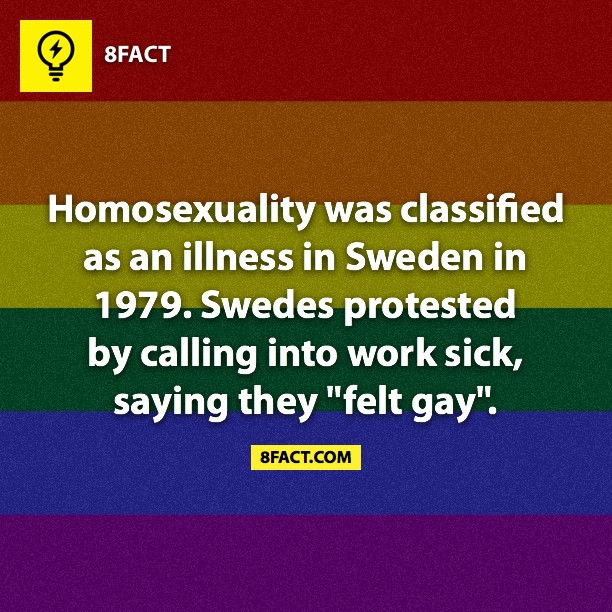 8FACT
Homosexuality was classified
as an illness in Sweden in
1979. Swedes protested
by calling into work sick,
saying they "felt gay".
8FACT.COM